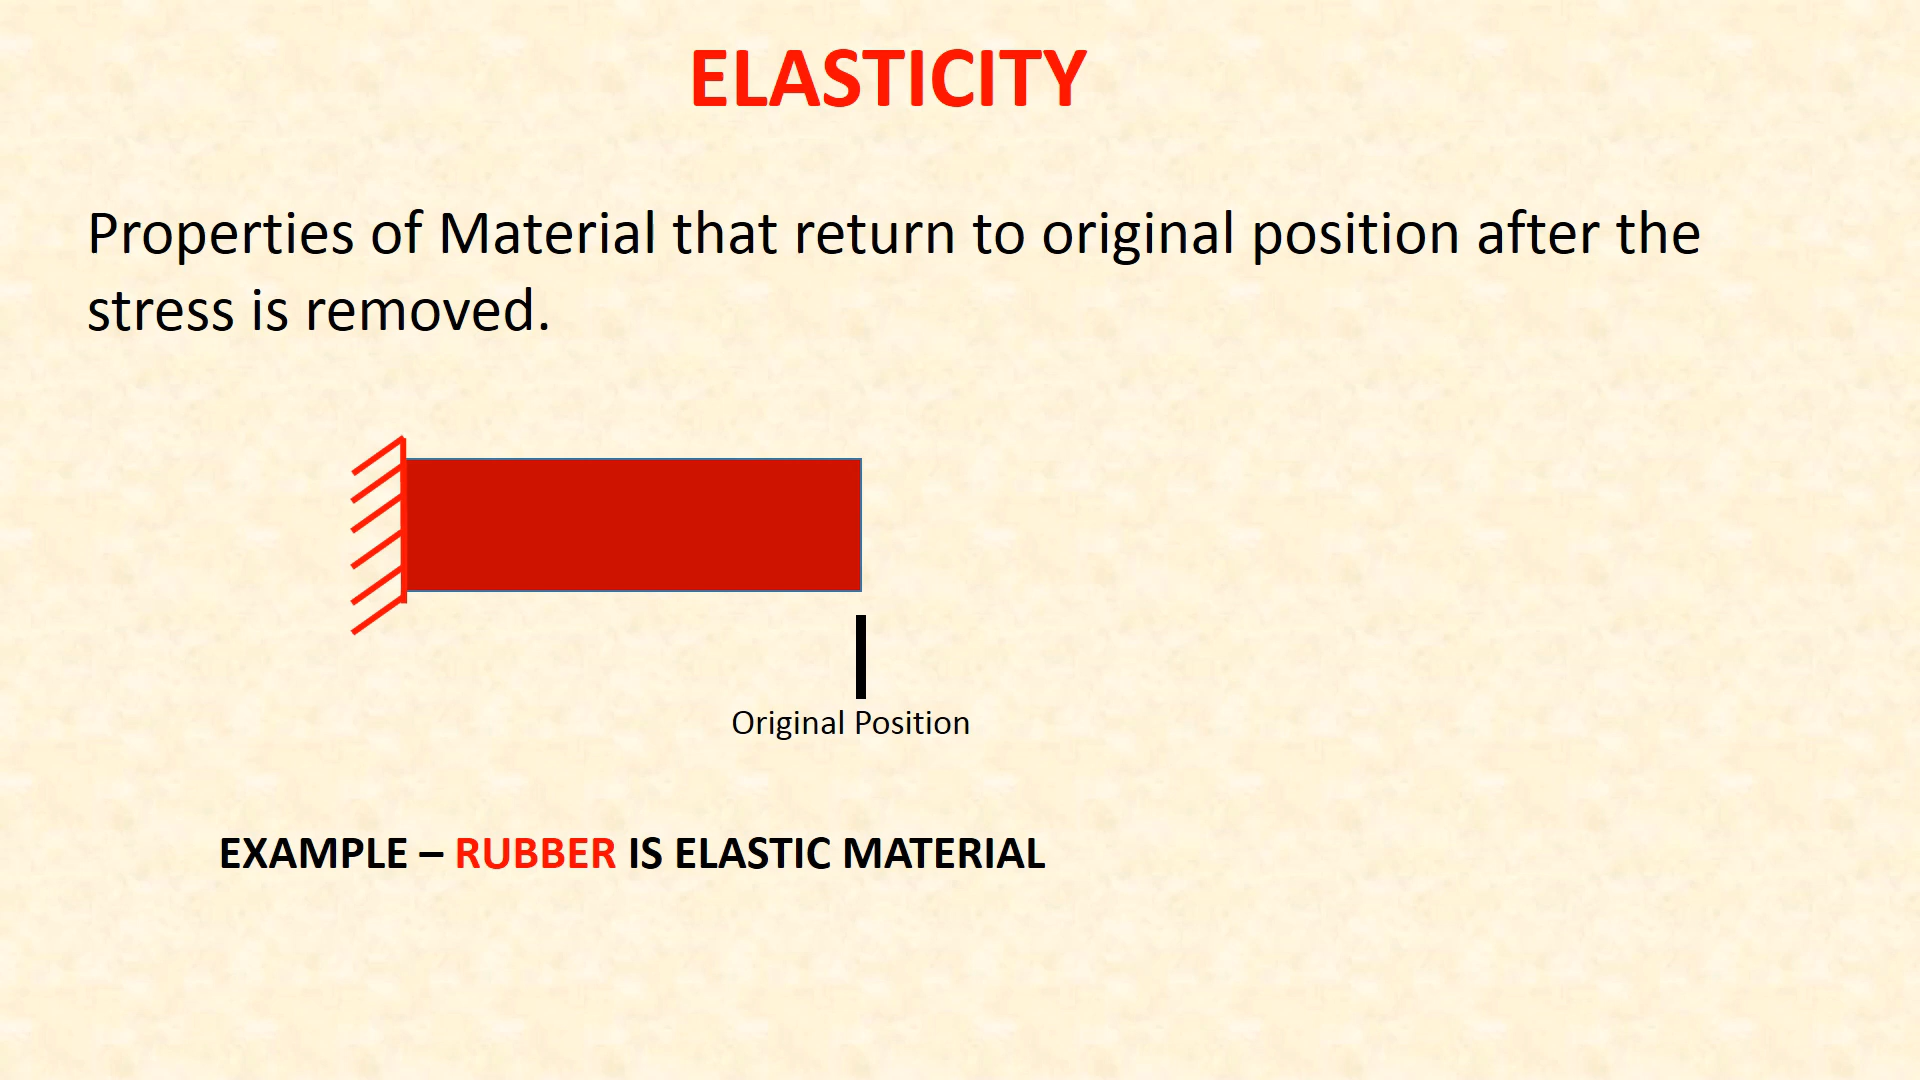 ELASTICITY
Properties of Material that return to original position after the
stress is removed.
Original Position
EXAMPLE – RUBBER IS ELASTIC MATERIAL